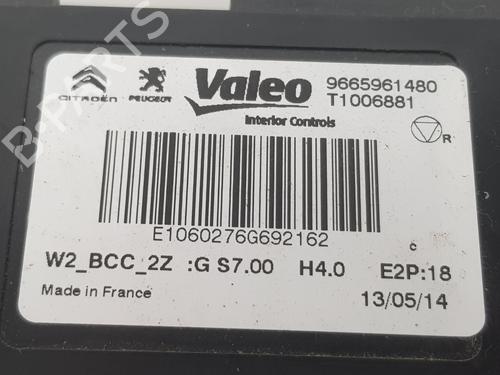 B-PARTS
CITROËN PEUGEOT Valeo 9665961480
T1006881
Interior Controls
R
E1060276G692162
c
W2_BCC_2Z :G S7.00 H4.0 E2P:18
Made in France 13/05/14